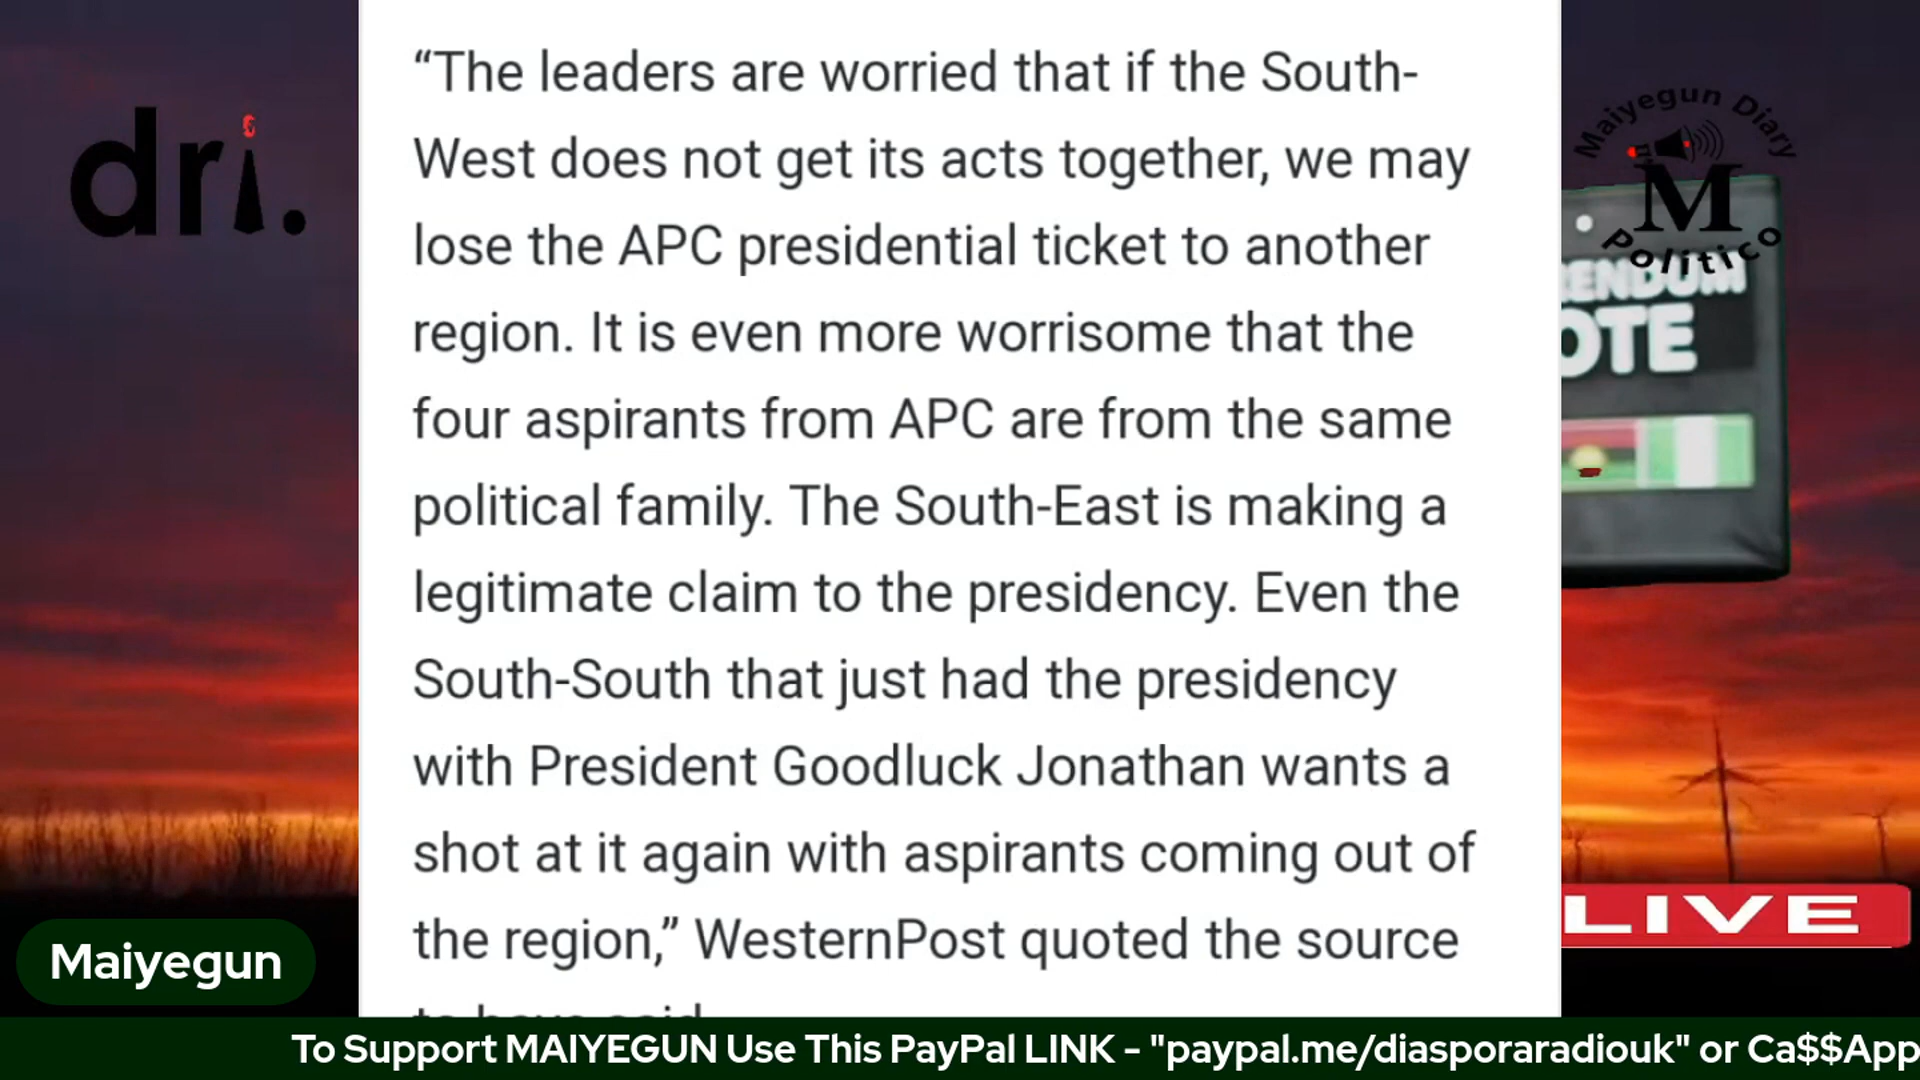 “The leaders are worried that if the South-
West does not get its acts together, we may
lose the APC presidential ticket to another
region. It is even more worrisome that the
four aspirants from APC are from the same
political family. The South-East is making a
legitimate claim to the presidency. Even the
South-South that just had the presidency
with President Goodluck Jonathan wants a
shot at it again with aspirants coming out of
the region,” WesternPost quoted the source
to have said
dri.
Maiyegun Diary
M
Politico
ENDUM
OTE
LIVE
Maiyegun
To Support MAIYEGUN Use This PayPal LINK - "paypal.me/diasporaradiouk" or Ca$$App